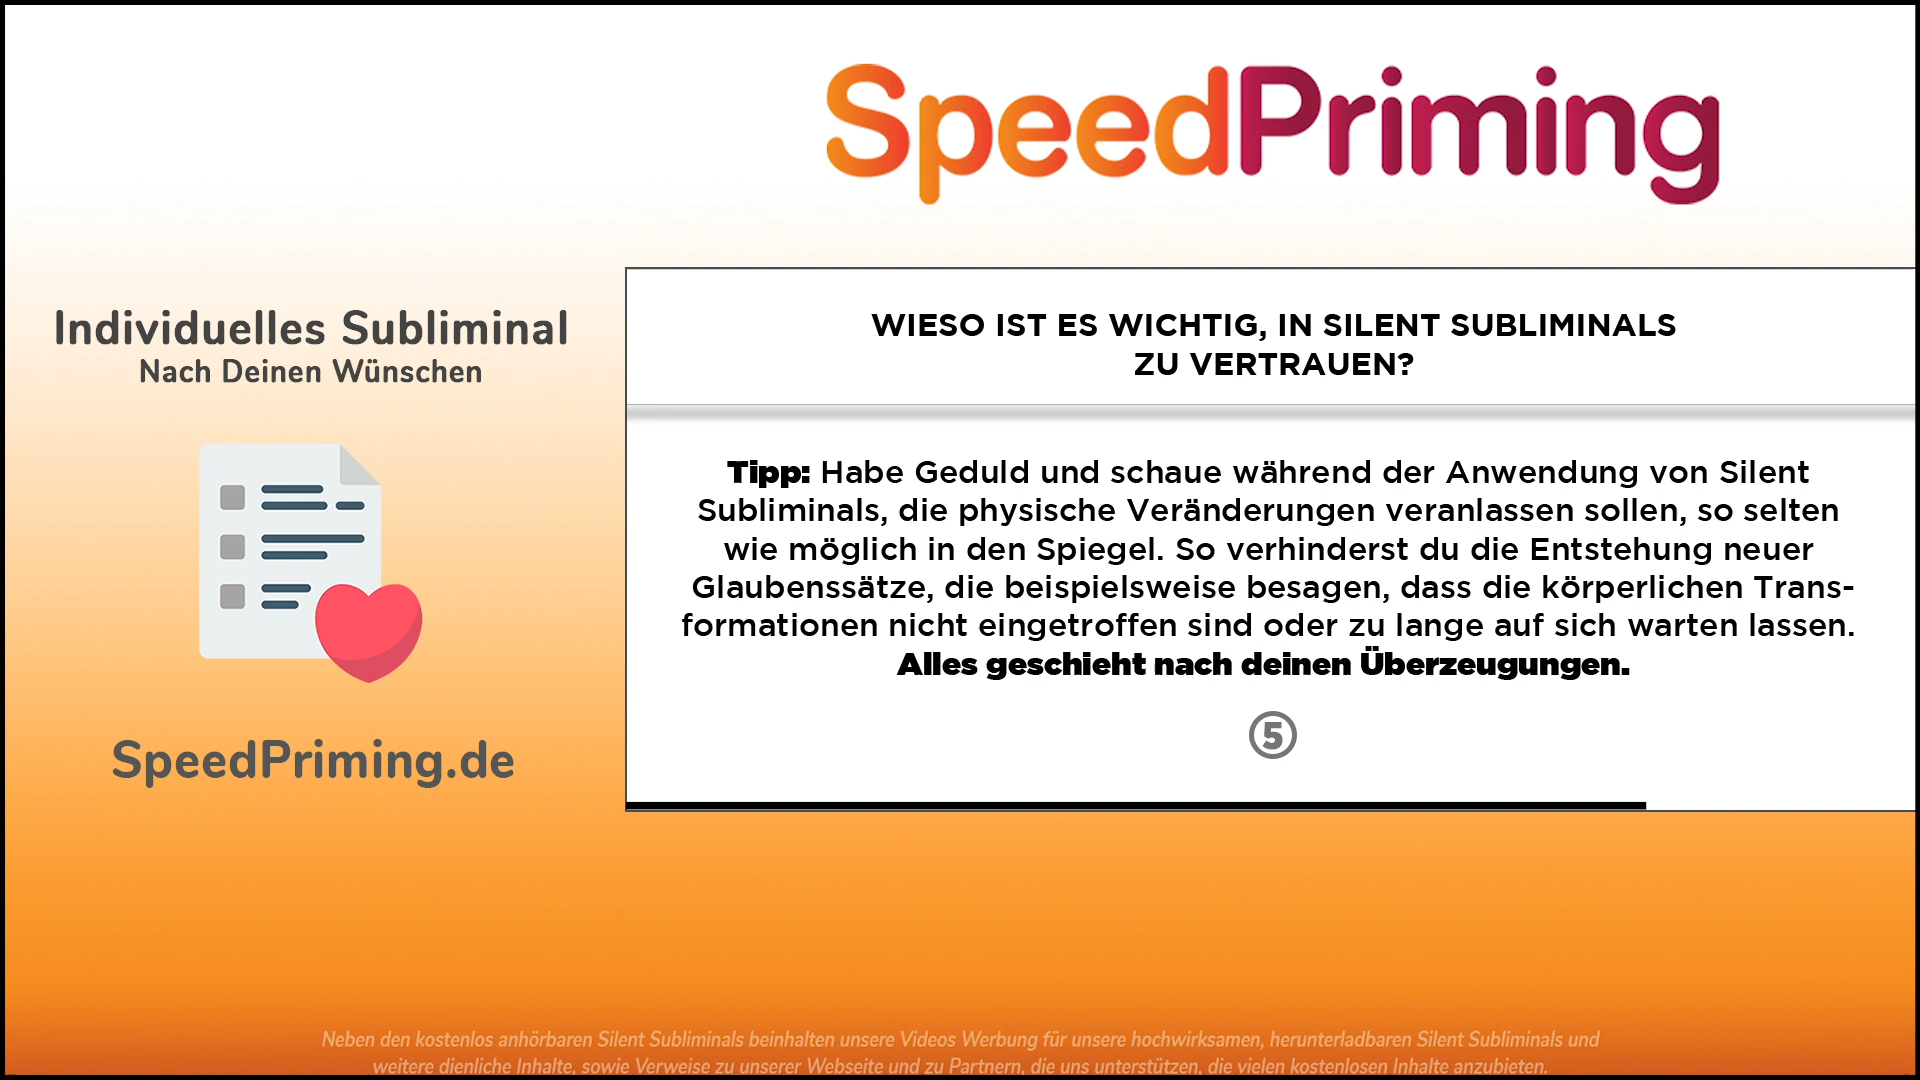 SpeedPriming
Individuelles Subliminal
Nach Deinen Wünschen
SpeedPriming.de
WIESO IST ES WICHTIG, IN SILENT SUBLIMINALS
ZU VERTRAUEN?
Tipp: Habe Geduld und schaue während der Anwendung von Silent
Subliminals, die physische Veränderungen veranlassen sollen, so selten
wie möglich in den Spiegel. So verhinderst du die Entstehung neuer
Glaubenssätze, die beispielsweise besagen, dass die körperlichen Trans-
formationen nicht eingetroffen sind oder zu lange auf sich warten lassen.
Alles geschieht nach deinen Überzeugungen.
5
Neben den kostenlos anhörbaren Silent Subliminals beinhalten unsere Videos Werbung für unsere hochwirksamen, herunterladbaren Silent Subliminals und
weitere dienliche Inhalte, sowie Verweise zu unserer Webseite und zu Partnern, die uns unterstützen, die vielen kostenlosen Inhalte anzubieten.